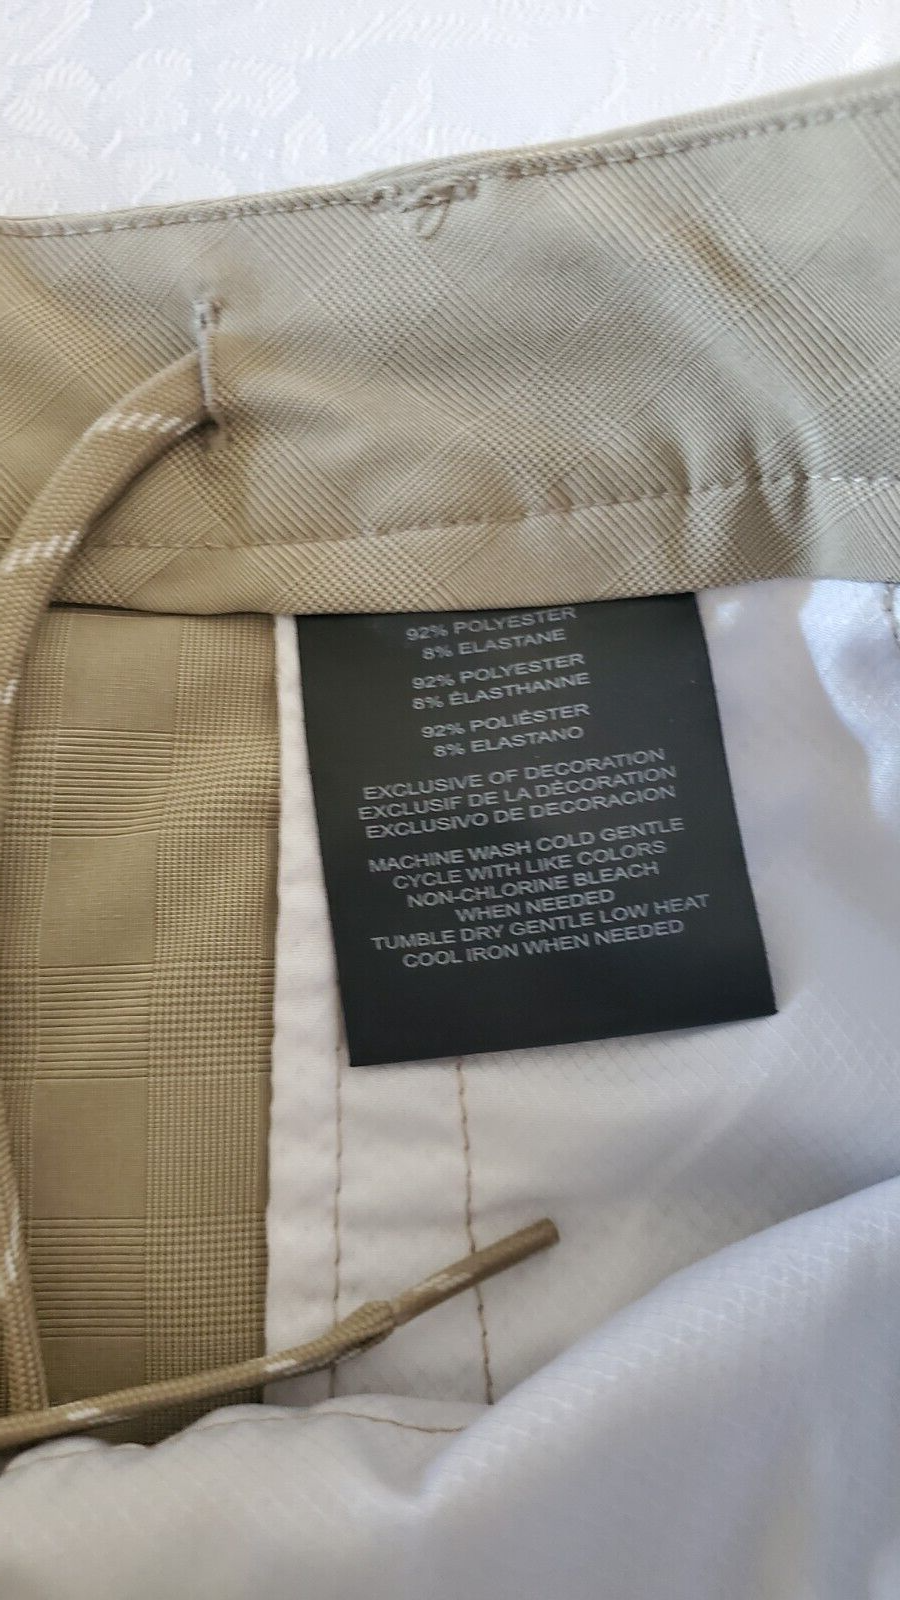 92% POLYESTER
8% ELASTANE
92% POLYESTER
8% ÉLASTHANNE
92% POLIÉSTER
8% ELASTANO
EXCLUSIVE OF DECORATION
EXCLUSIF DE LA DÉCORATION
EXCLUSIVO DE DECORACION
MACHINE WASH COLD GENTLE
CYCLE WITH LIKE COLORS
NON-CHLORINE BLEACH
WHEN NEEDED
TUMBLE DRY GENTLE LOW HEAT
COOL IRON WHEN NEEDED